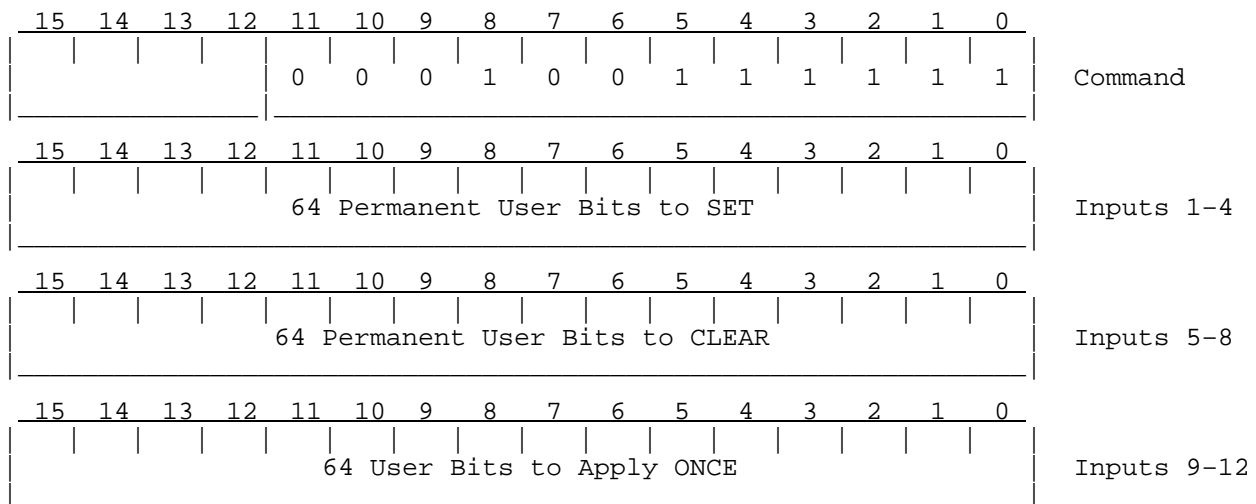 15 14 13 12 11 10 9 8 7 6 5 4 3 2 1 0
0 0 0 1 0 0 1 1 1 1 1 1 Command
15 14 13 12 11 10 9 8 7 6 5 4 3 2 1 0
64 Permanent User Bits to SET Inputs 1–4
15 14 13 12 11 10 9 8 7 6 5 4 3 2 1 0
64 Permanent User Bits to CLEAR Inputs 5–8
15 14 13 12 11 10 9 8 7 6 5 4 3 2 1 0
64 User Bits to Apply ONCE Inputs 9–12